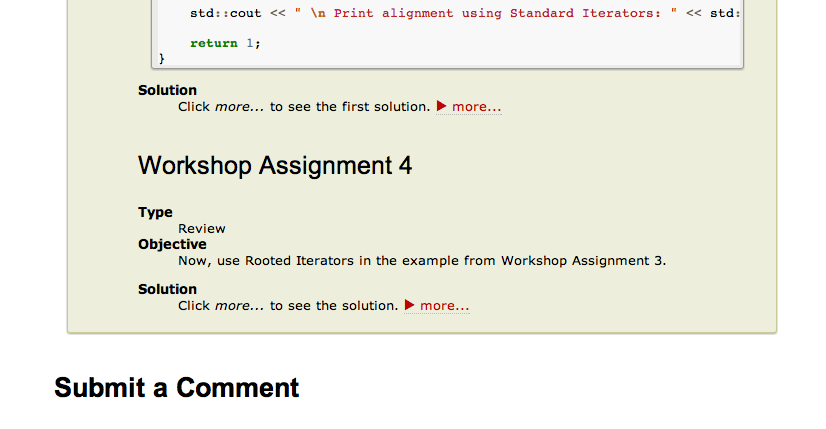 std::cout << " \n Print alignment using Standard Iterators: " << std:
return 1;
}
Solution
Click more... to see the first solution. ▶ more...
Workshop Assignment 4
Type
Review
Objective
Now, use Rooted Iterators in the example from Workshop Assignment 3.
Solution
Click more... to see the solution. ▶ more...
Submit a Comment